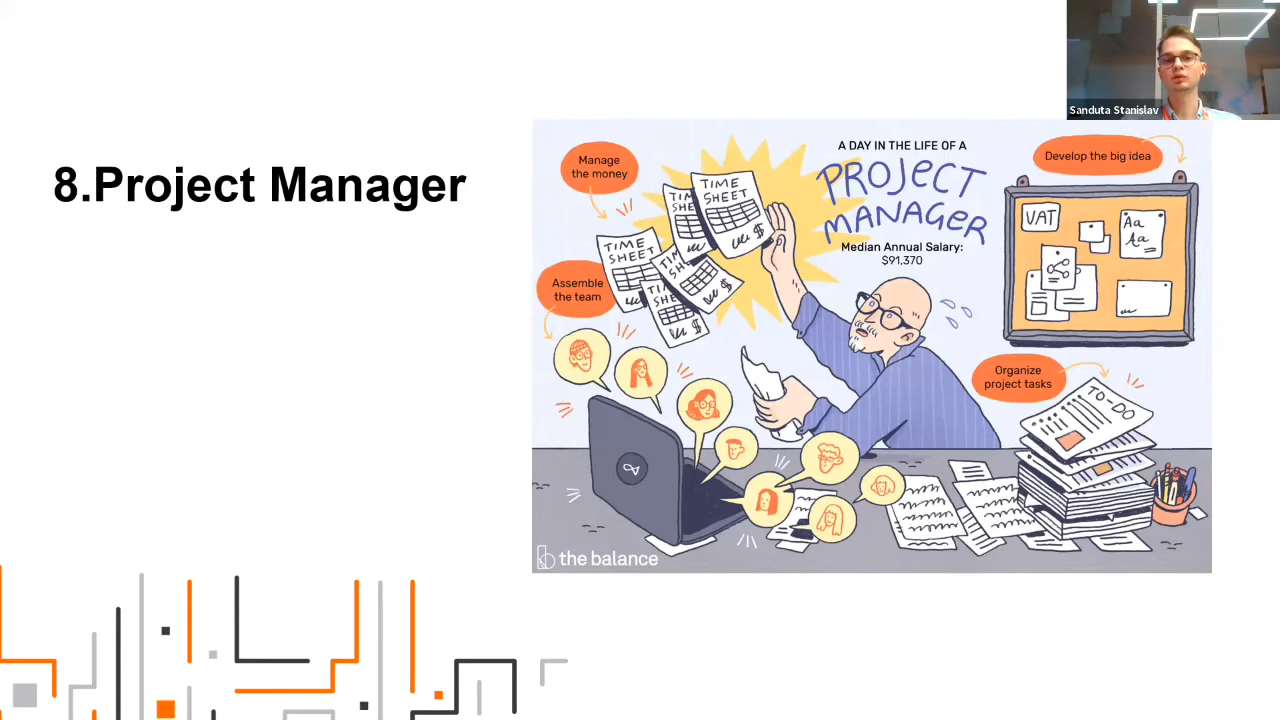 Sanduta Stanislav
8.Project Manager
A DAY IN THE LIFE OF A
PROJECT
MANAGER
Median Annual Salary:
$91,370
Manage
the money
Assemble
the team
Develop the big idea
Organize
project tasks
TIME
SHEET
$
TIME
SHEET
TIME
SHEET
$
TIME
SHEET
$
VAT
Aa
Aa
TO-DO
the balance